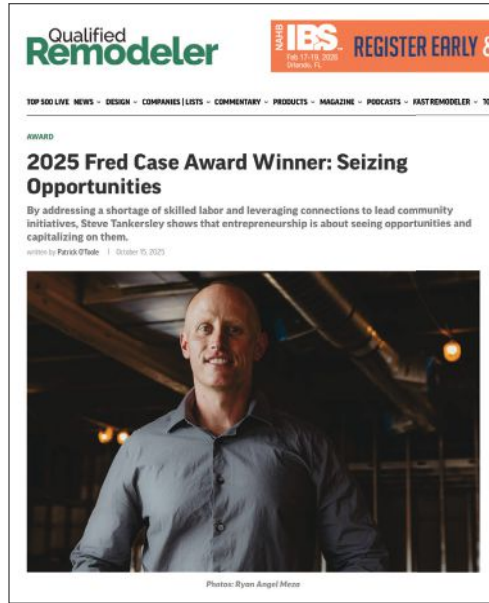 Qualified
Remodeler
NAHB
IBS
Feb 17-19, 2026
Orlando, FL
REGISTER EARLY &
TOP 500 LIVE NEWS DESIGN COMPANIES | LISTS COMMENTARY PRODUCTS MAGAZINE PODCASTS FAST REMODELER TO
AWARD
2025 Fred Case Award Winner: Seizing
Opportunities
By addressing a shortage of skilled labor and leveraging connections to lead community
initiatives, Steve Tankersley shows that entrepreneurship is about seeing opportunities and
capitalizing on them.
written by Patrick O'Toole | October 15, 2025
Photos: Ryan Angel Meza